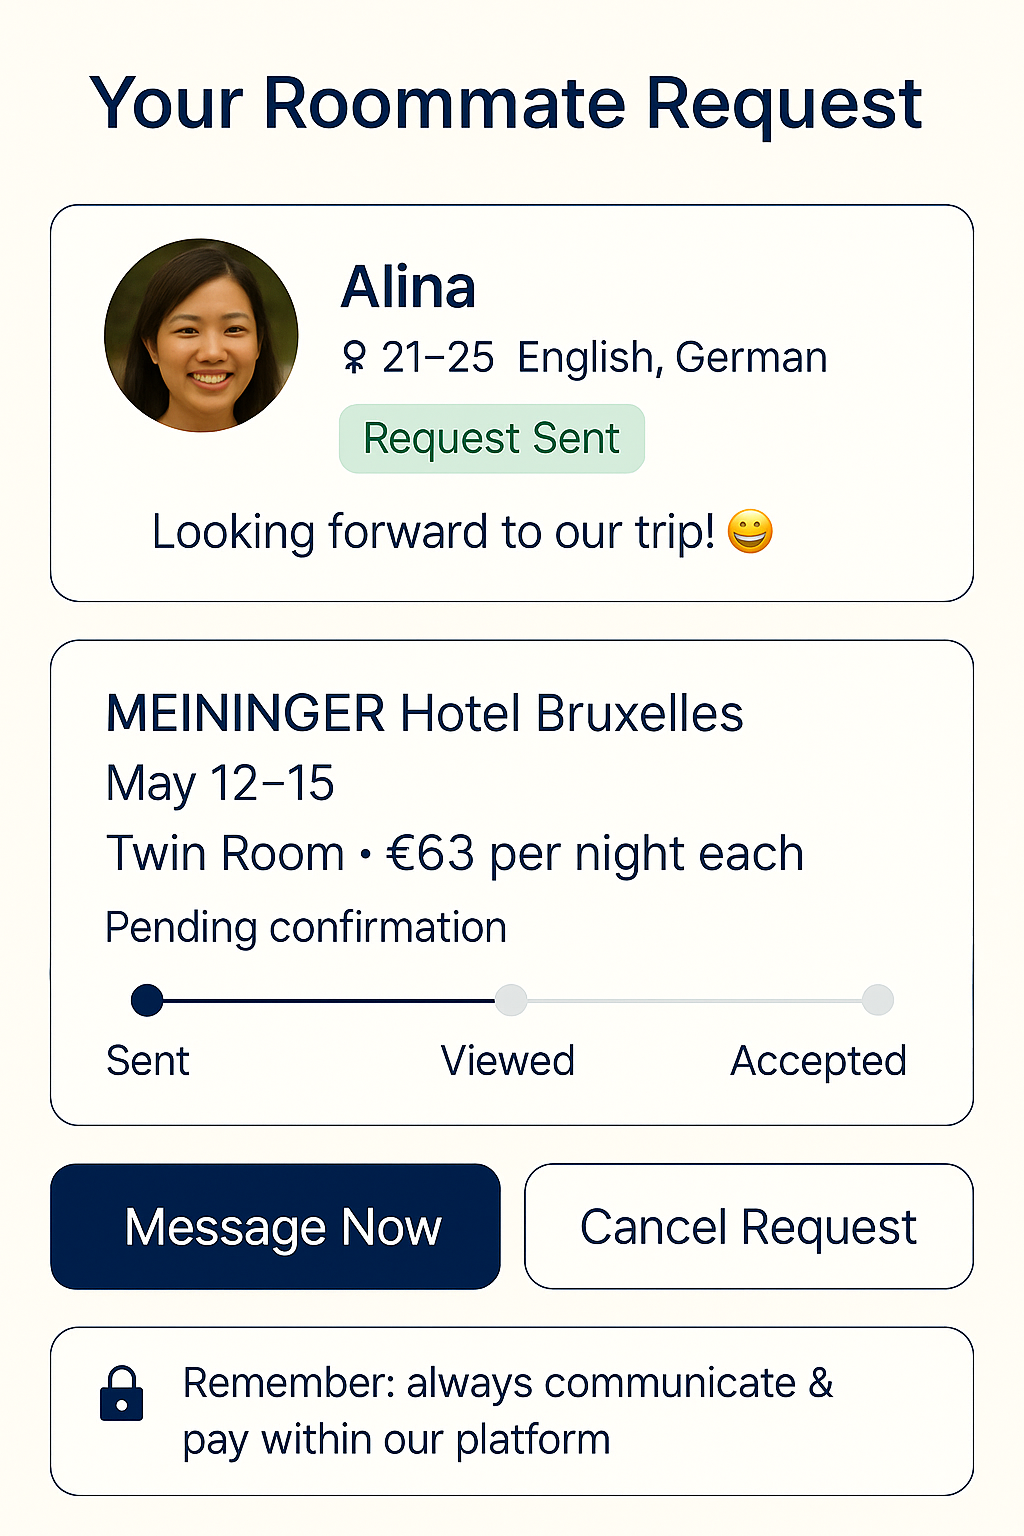 Your Roommate Request
Alina
♀ 21–25 English, German
Request Sent
Looking forward to our trip! 😀
MEININGER Hotel Bruxelles
May 12–15
Twin Room • €63 per night each
Pending confirmation
Sent Viewed Accepted
Message Now Cancel Request
Remember: always communicate &
pay within our platform